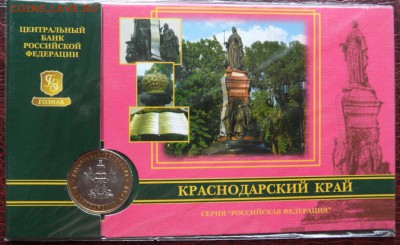 ЦЕНТРАЛЬНЫЙ
БАНК
РОССИЙСКОЙ
ФЕДЕРАЦИИ
ГОЗНАК
КРАСНОДАРСКИЙ КРАЙ
СЕРИЯ "РОССИЙСКАЯ ФЕДЕРАЦИЯ"